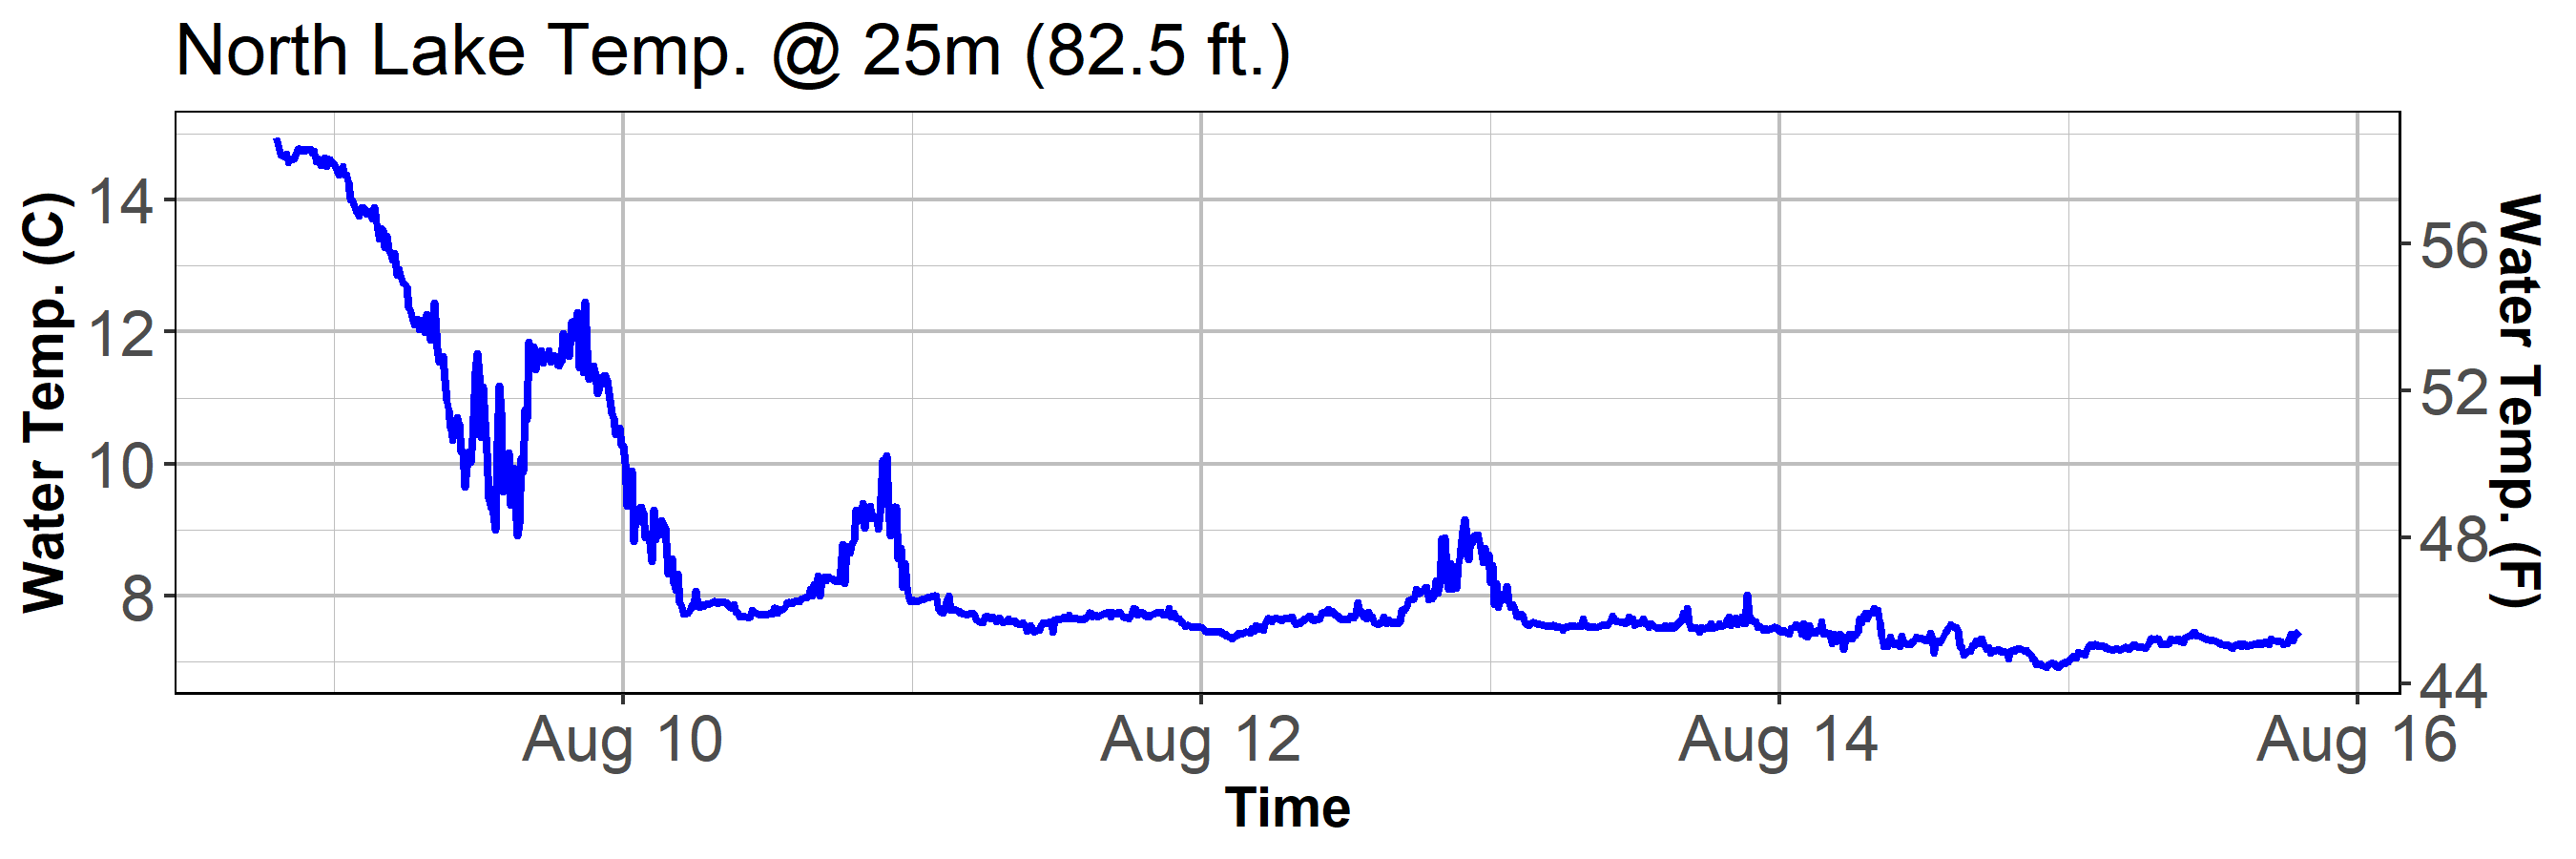 North Lake Temp. @ 25m (82.5 ft.)
Water Temp. (C)
14
12
10
8
56
52
48
44
Water Temp. (F)
Aug 10
Aug 12
Aug 14
Aug 16
Time